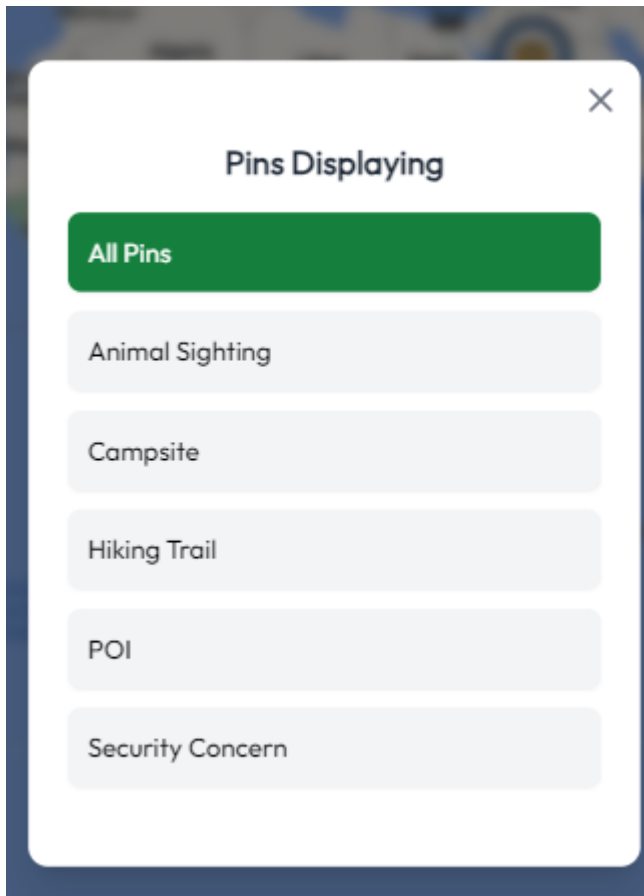 Pins Displaying
All Pins
Animal Sighting
Campsite
Hiking Trail
POI
Security Concern